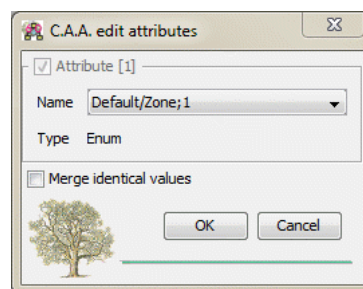 C.A.A. edit attributes
Attribute [1]
Name Default/Zone;1
Type Enum
Merge identical values
OK Cancel